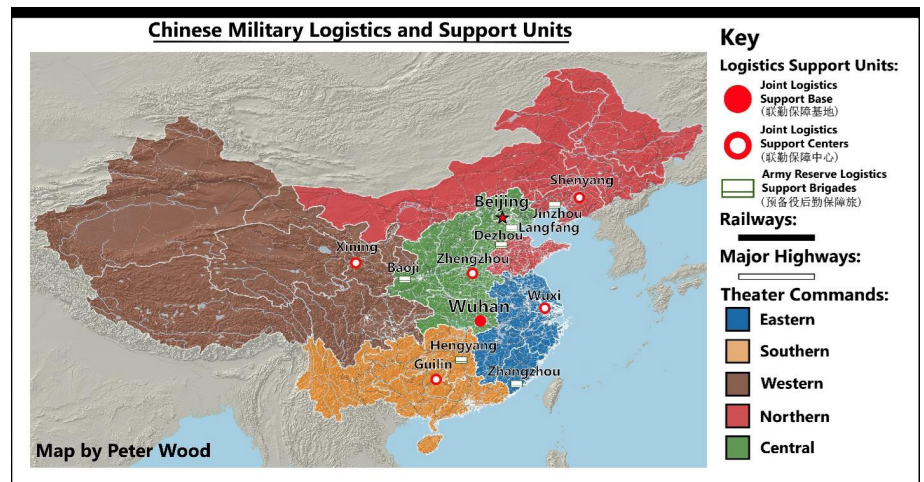 Chinese Military Logistics and Support Units
Shenyang
Beijing
Jinzhou
Langfang
Dezhou
Xining
Zhengzhou
Baoji
Wuxi
Wuhan
Hengyang
Guilin
Zhangzhou
Map by Peter Wood
Key
Logistics Support Units:
Joint Logistics
Support Base
(联勤保障基地)
Joint Logistics
Support Centers
(联勤保障中心)
Army Reserve Logistics
Support Brigades
(预备役后勤保障旅)
Railways:
Major Highways:
Theater Commands:
Eastern
Southern
Western
Northern
Central